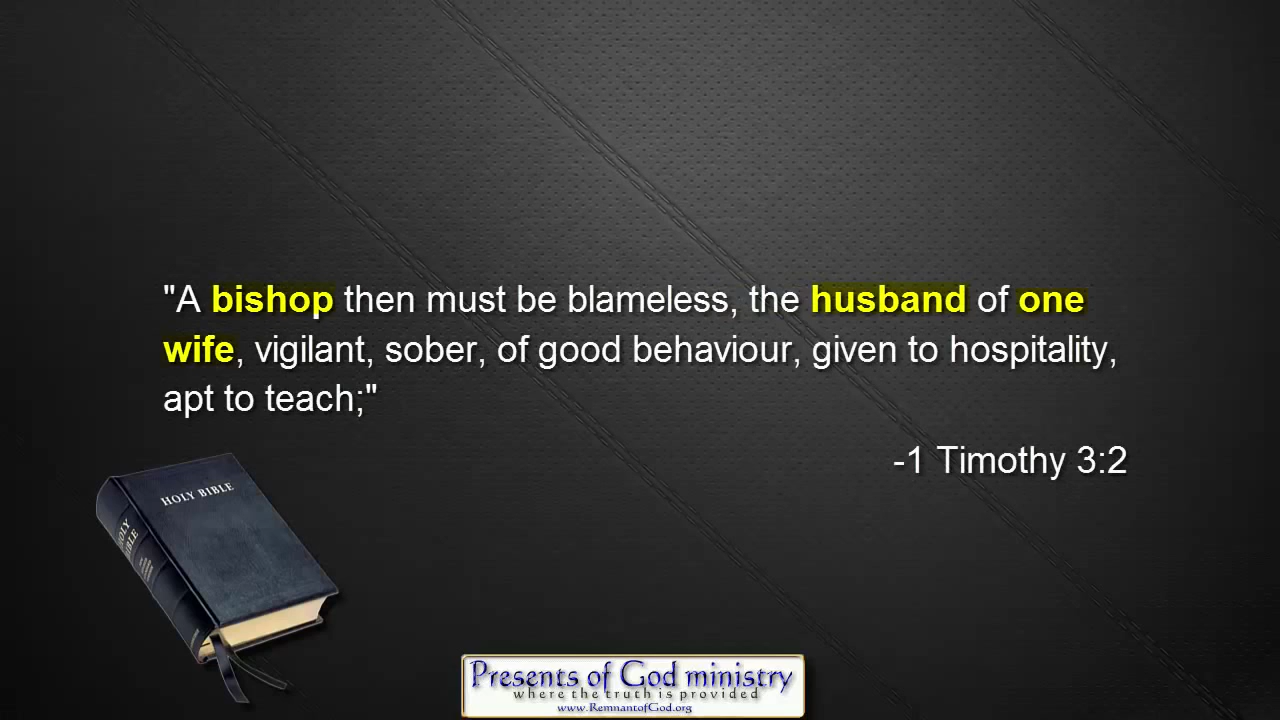 "A bishop then must be blameless, the husband of one
wife, vigilant, sober, of good behaviour, given to hospitality,
apt to teach;"
-1 Timothy 3:2
HOLY BIBLE
HOLY
BIBLE
Presents of God ministry
where the truth is provided
www.RemnantofGod.org